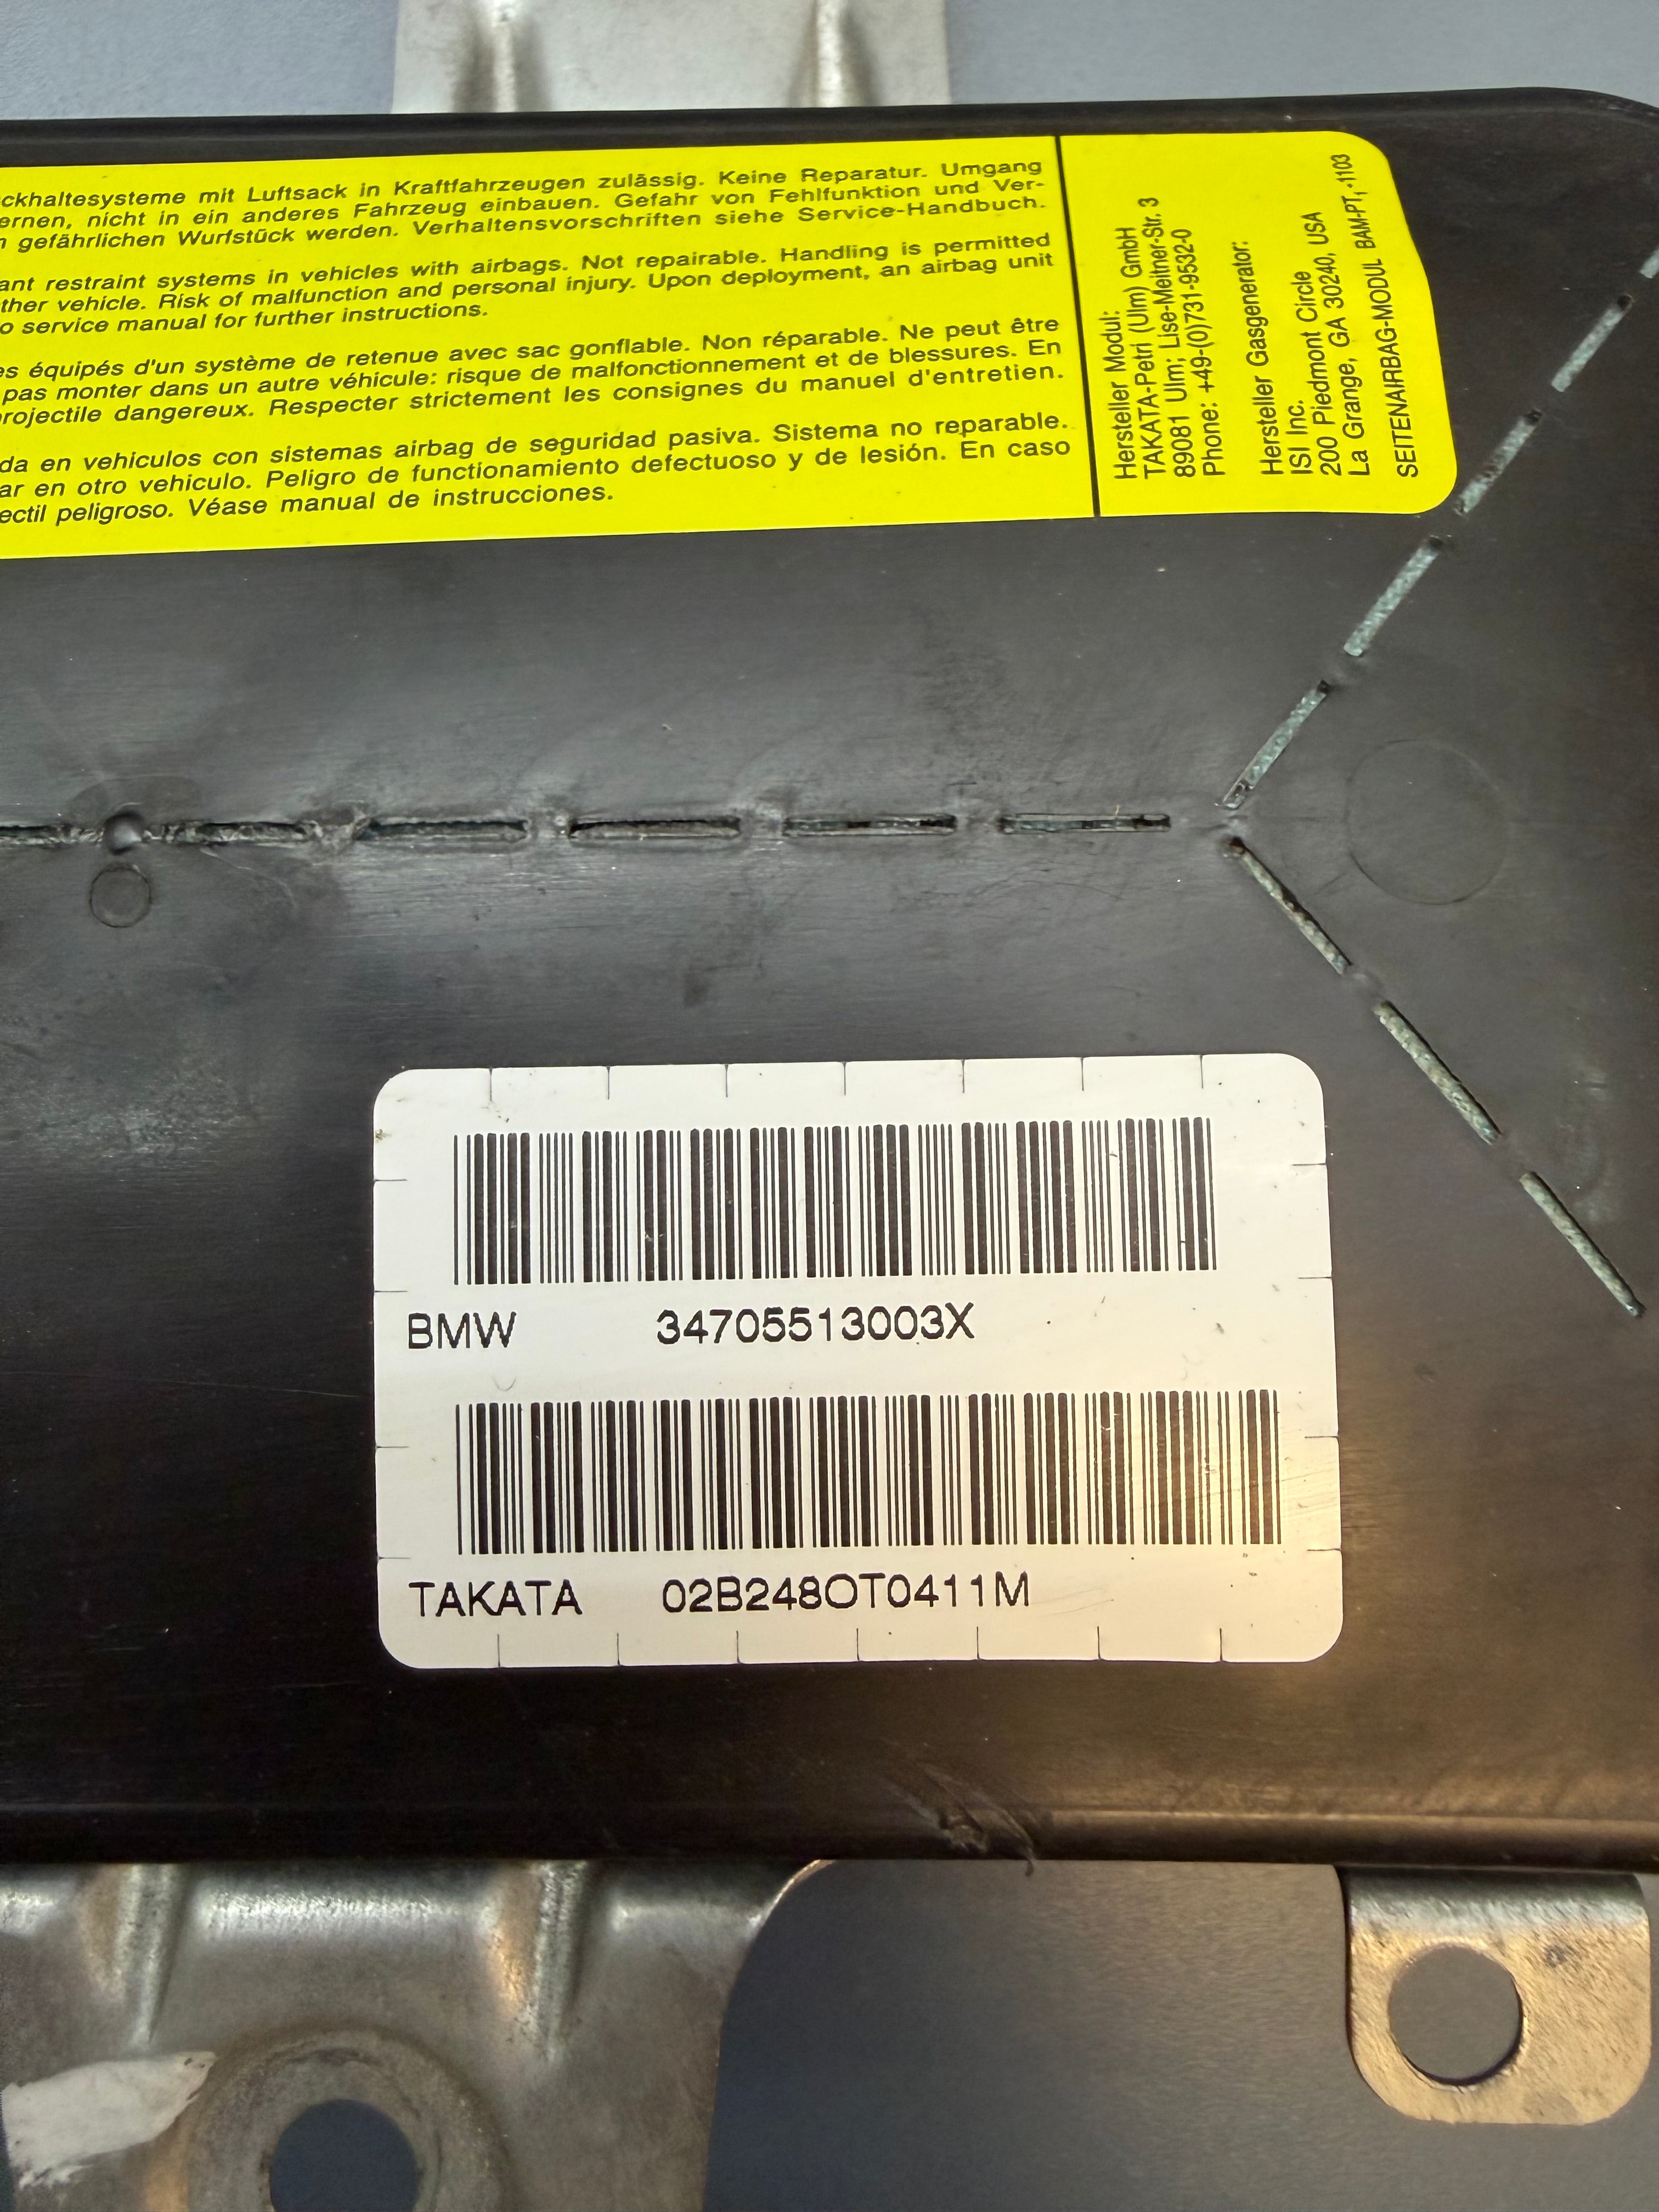 ckhaltesysteme mit Luftsack in Kraftfahrzeugen zulässig. Keine Reparatur. Umgang
ernen, nicht in ein anderes Fahrzeug einbauen. Gefahr von Fehlfunktion und Ver-
gefährlichen Wurfstück werden. Verhaltensvorschriften siehe Service-Handbuch.
ant restraint systems in vehicles with airbags. Not repairable. Handling is permitted
ther vehicle. Risk of malfunction and personal injury. Upon deployment, an airbag unit
o service manual for further instructions.
es équipés d'un système de retenue avec sac gonflable. Non réparable. Ne peut être
pas monter dans un autre véhicule: risque de malfonctionnement et de blessures. En
rojectile dangereux. Respecter strictement les consignes du manuel d'entretien.
da en vehiculos con sistemas airbag de seguridad pasiva. Sistema no reparable.
ar en otro vehiculo. Peligro de functionamiento defectuoso y de lesión. En caso
ectil peligroso. Véase manual de instrucciones.
Hersteller Modul:
TAKATA-Petri (Ulm) GmbH
89081 Ulm; Lise-Meitner-Str. 3
Phone: +49-(0)731-9532-0
Hersteller Gasgenerator:
ISI Inc.
200 Piedmont Circle
La Grange, GA 30240, USA
SEITENAIRBAG-MODUL BAM-PT1-1103
BMW 34705513003X
TAKATA 02B248OT0411M